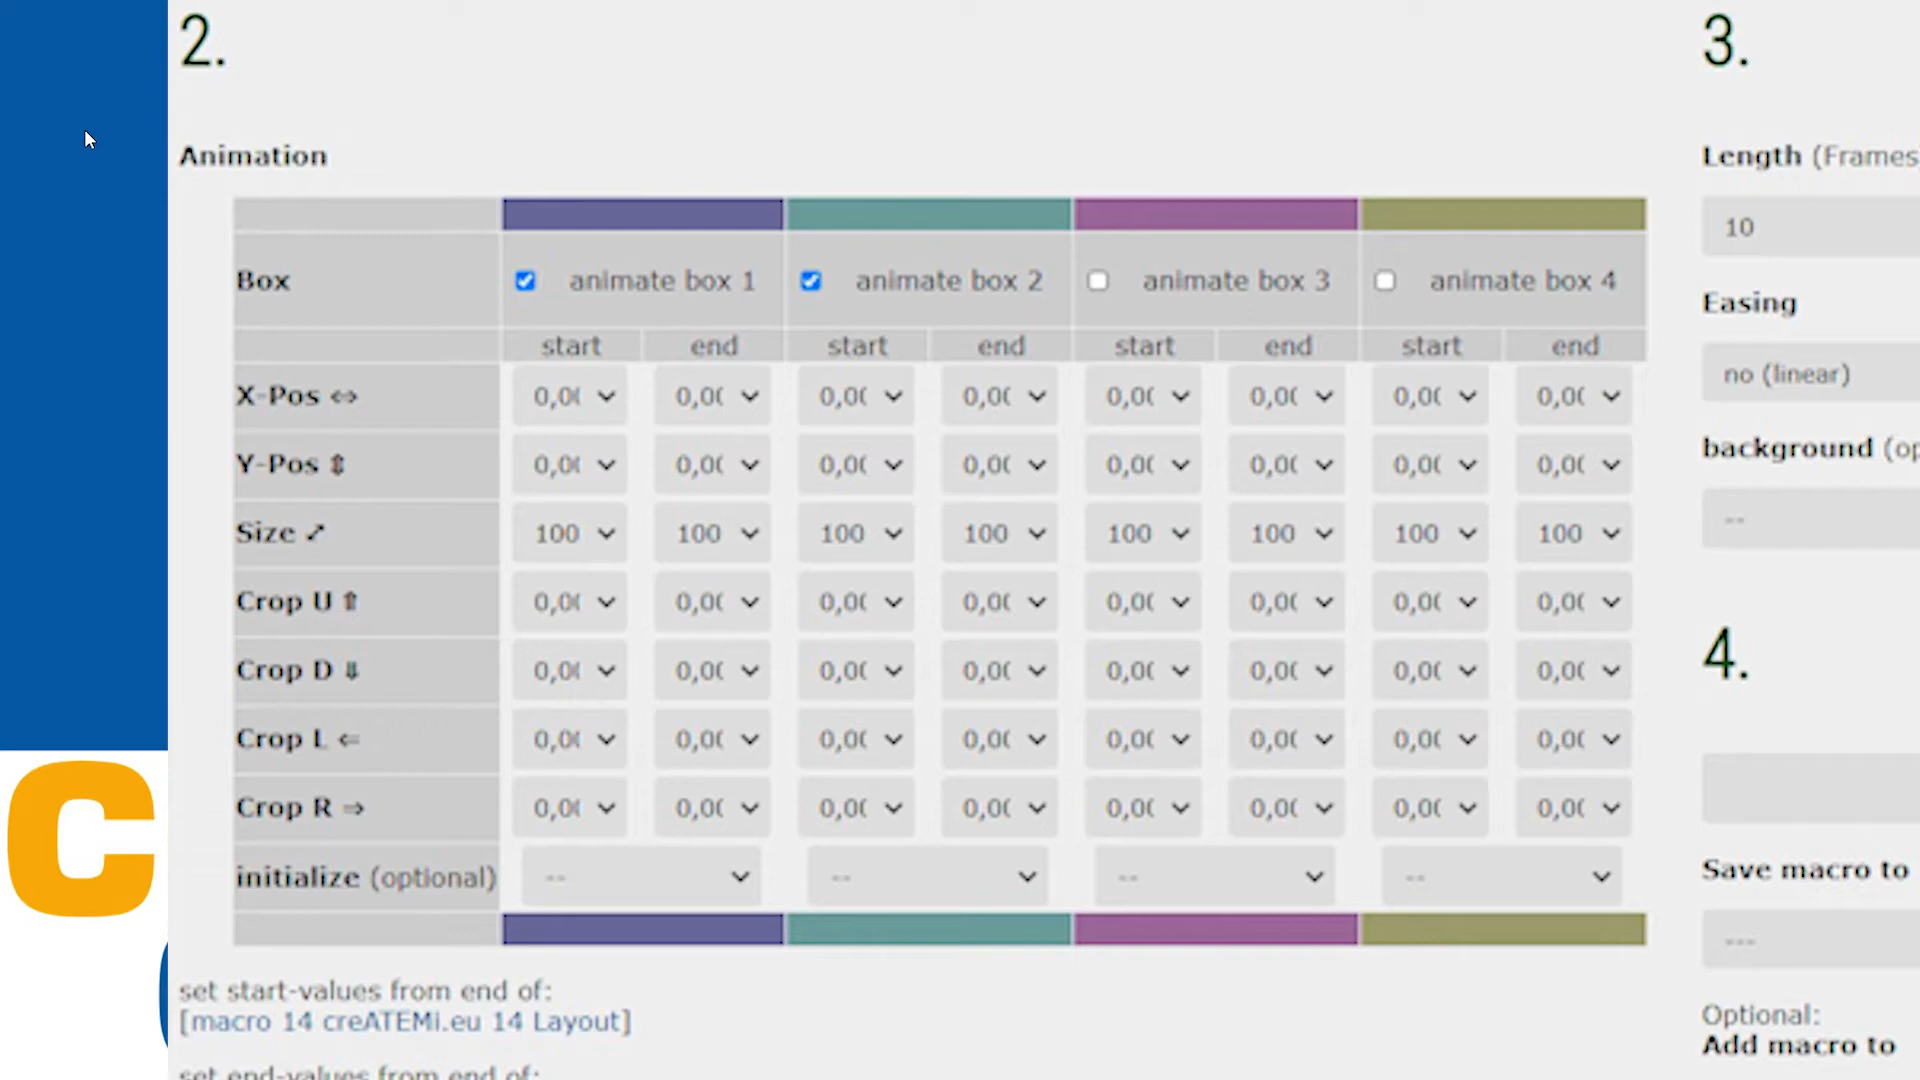 2.
3.
Animation
Length (Frames
10
Box animate box 1 animate box 2 animate box 3 animate box 4
Easing
start end start end start end start end
no (linear)
X-Pos ⇔ 0,0( 0,0( 0,0( 0,0( 0,0( 0,0( 0,0( 0,0(
background (op
Y-Pos ⇕ 0,0( 0,0( 0,0( 0,0( 0,0( 0,0( 0,0( 0,0(
--
Size ⤢ 100 100 100 100 100 100 100 100
Crop U ⇑ 0,0( 0,0( 0,0( 0,0( 0,0( 0,0( 0,0( 0,0(
4.
Crop D ⇓ 0,0( 0,0( 0,0( 0,0( 0,0( 0,0( 0,0( 0,0(
Crop L ⇐ 0,0( 0,0( 0,0( 0,0( 0,0( 0,0( 0,0( 0,0(
Crop R ⇒ 0,0( 0,0( 0,0( 0,0( 0,0( 0,0( 0,0( 0,0(
initialize (optional) -- -- -- --
Save macro to
---
C
set start-values from end of:
[macro 14 creATEMi.eu 14 Layout]
Optional:
Add macro to
set end-values from end of: